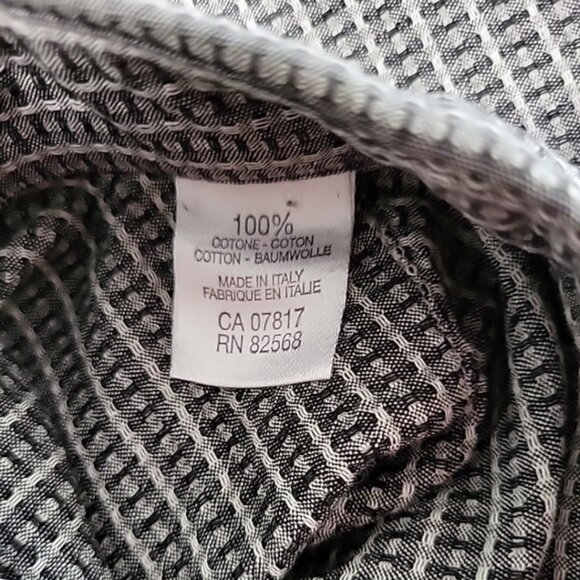 100%
COTONE - COTON
COTTON - BAUMWOLLE
MADE IN ITALY
FABRIQUE EN ITALIE
CA 07817
RN 82568